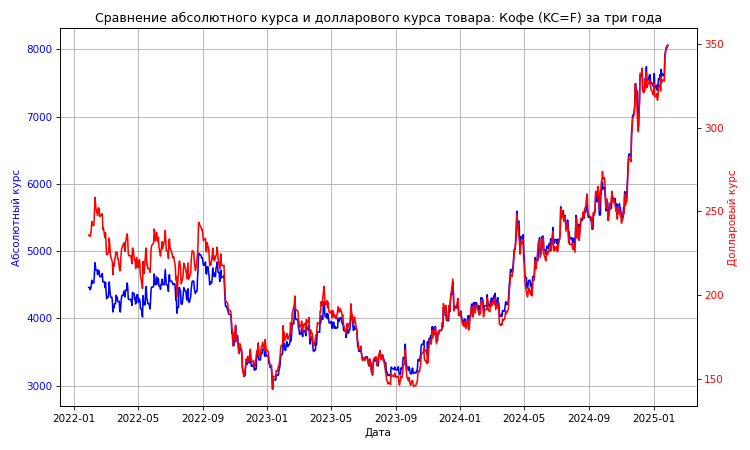 Сравнение абсолютного курса и долларового курса товара: Кофе (KC=F) за три года
8000
7000
6000
5000
4000
3000
Абсолютный курс
350
300
250
200
150
Долларовый курс
2022-01 2022-05 2022-09 2023-01 2023-05 2023-09 2024-01 2024-05 2024-09 2025-01
Дата